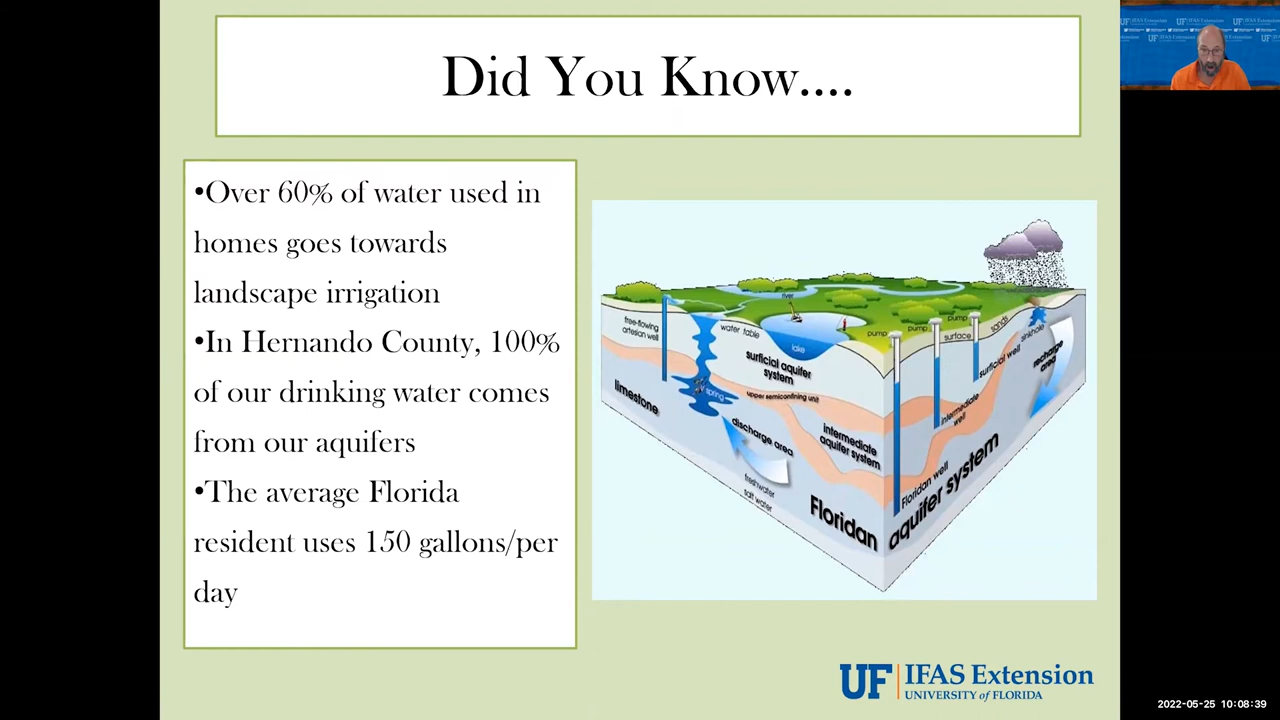 Did You Know....
•Over 60% of water used in
homes goes towards
landscape irrigation
•In Hernando County, 100%
of our drinking water comes
from our aquifers
•The average Florida
resident uses 150 gallons/per
day
river
free-flowing
artesian well
water table
lake
pump
pump
pump
surface
sands
sinkhole
surficial aquifer
system
surficial well
recharge
area
limestone
spring
upper semiconfining unit
intermediate
well
discharge area
intermediate
aquifer system
freshwater
salt water
Floridan well
Floridan
aquifer system
UF IFAS Extension
UNIVERSITY of FLORIDA
UF IFAS Extension
2022-05-25 10:08:39